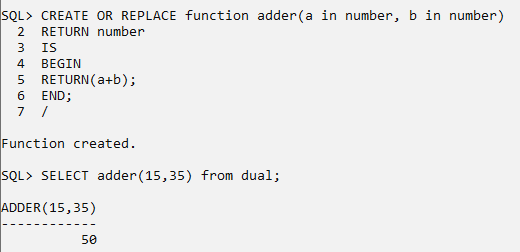 SQL> CREATE OR REPLACE function adder(a in number, b in number)
  2  RETURN number
  3  IS
  4  BEGIN
  5  RETURN(a+b);
  6  END;
  7  /
Function created.
SQL> SELECT adder(15,35) from dual;
ADDER(15,35)
------------
          50